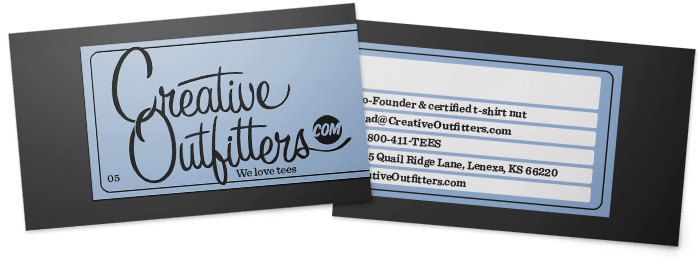 Creative
Outfitters
COM
We love tees
05
o-Founder & certified t-shirt nut
ad@CreativeOutfitters.com
800-411-TEES
5 Quail Ridge Lane, Lenexa, KS 66220
utiveOutfitters.com